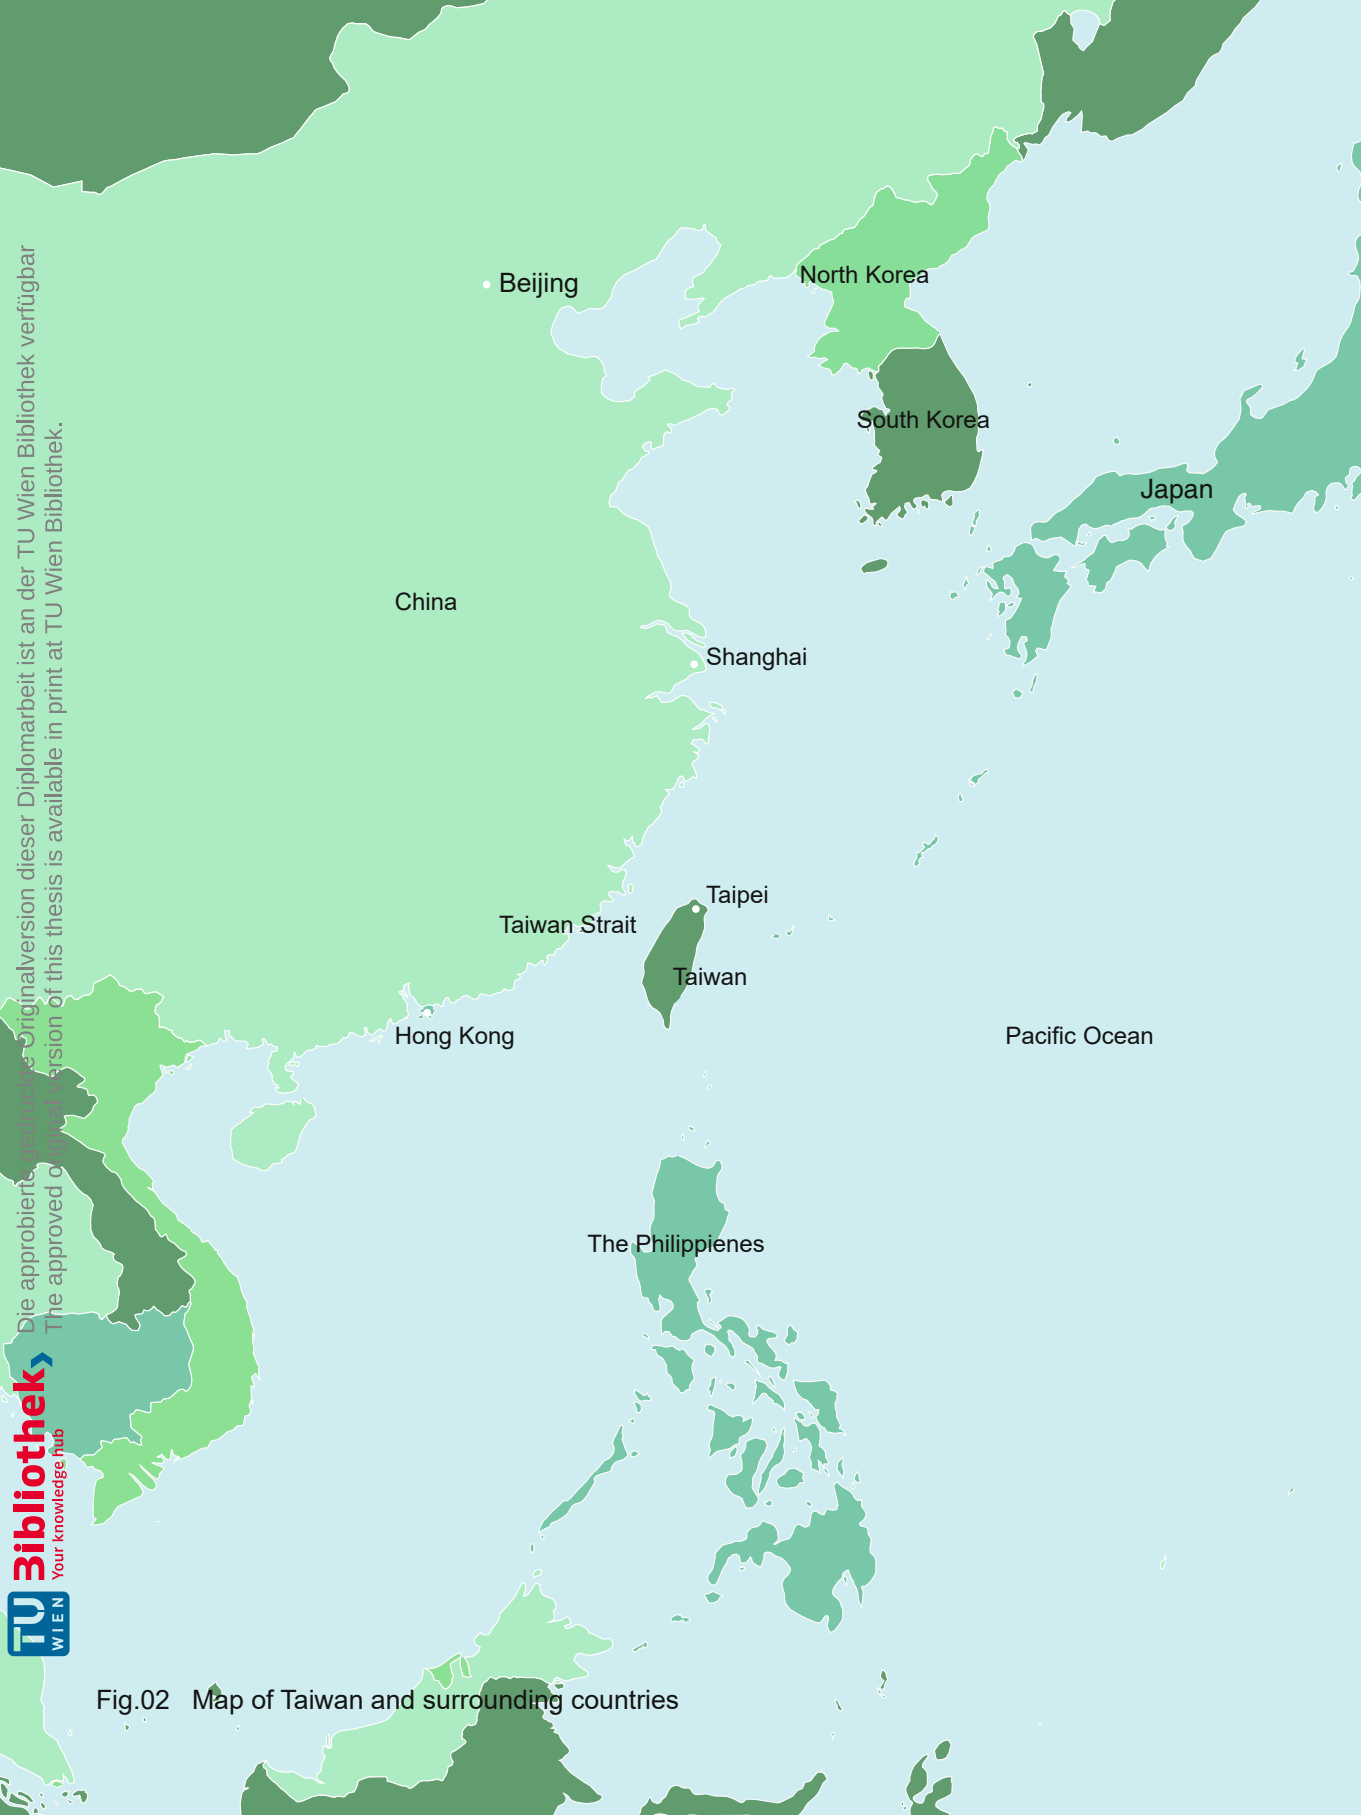 Beijing
North Korea
South Korea
Japan
China
Shanghai
Taipei
Taiwan Strait
Taiwan
Hong Kong
Pacific Ocean
The Philippienes
Fig.02 Map of Taiwan and surrounding countries
Die approbierte gedruckte Originalversion dieser Diplomarbeit ist an der TU Wien Bibliothek verfügbar
The approved original version of this thesis is available in print at TU Wien Bibliothek.
TU WIEN
Bibliothek
Your knowledge hub